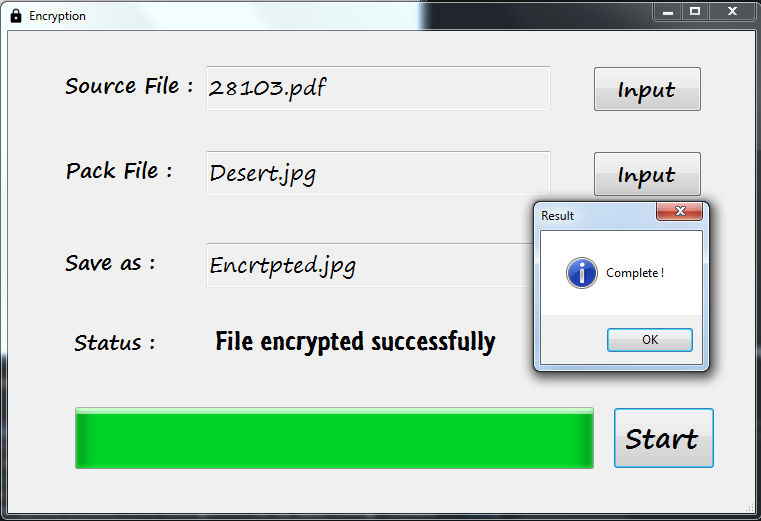 Encryption
Source File :
28103.pdf
Input
Pack File :
Desert.jpg
Input
Result
Complete !
OK
Save as :
Encrtpted.jpg
Status :
File encrypted successfully
Start